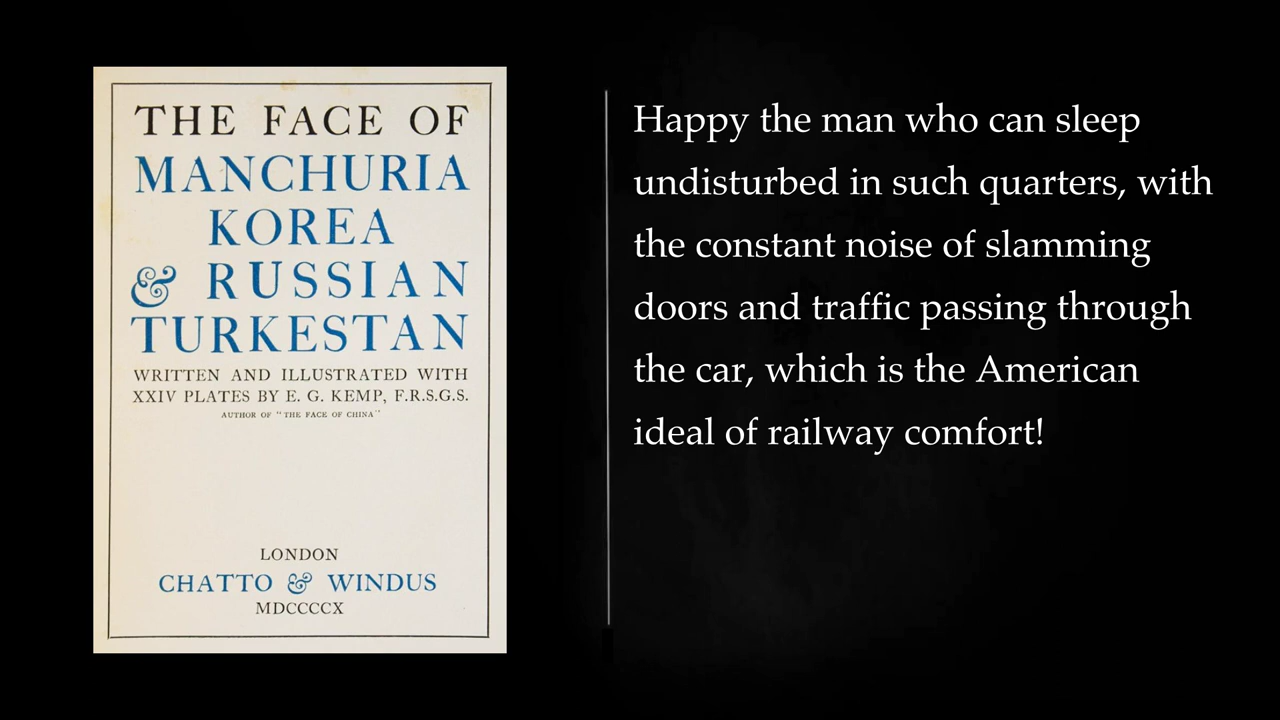 THE FACE OF
MANCHURIA
KOREA
& RUSSIAN
TURKESTAN
WRITTEN AND ILLUSTRATED WITH
XXIV PLATES BY E. G. KEMP, F.R.S.G.S.
AUTHOR OF "THE FACE OF CHINA"
LONDON
CHATTO & WINDUS
MDCCCCX
Happy the man who can sleep
undisturbed in such quarters, with
the constant noise of slamming
doors and traffic passing through
the car, which is the American
ideal of railway comfort!